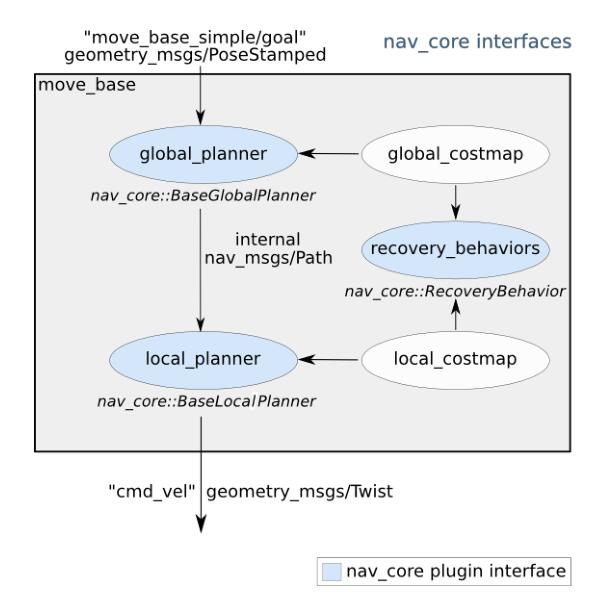 "move_base_simple/goal"
geometry_msgs/PoseStamped
nav_core interfaces
move_base
global_planner
global_costmap
nav_core::BaseGlobalPlanner
internal
nav_msgs/Path
recovery_behaviors
nav_core::RecoveryBehavior
local_planner
local_costmap
nav_core::BaseLocalPlanner
"cmd_vel" geometry_msgs/Twist
nav_core plugin interface